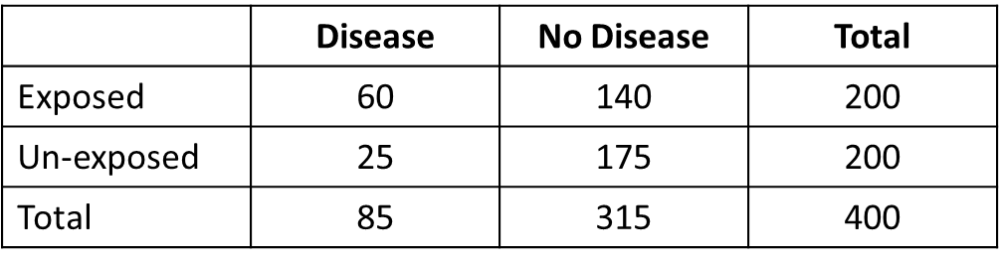 Disease No Disease Total
Exposed 60 140 200
Un-exposed 25 175 200
Total 85 315 400